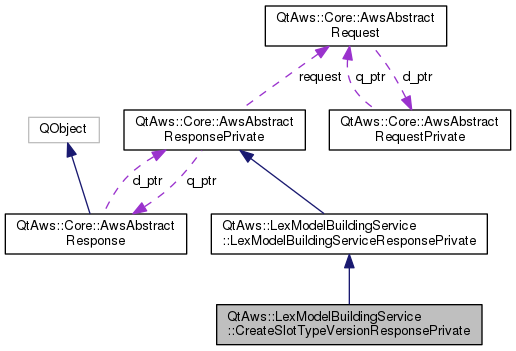 QtAws::Core::AwsAbstract
Request
request
q_ptr
d_ptr
QObject
QtAws::Core::AwsAbstract
ResponsePrivate
QtAws::Core::AwsAbstract
RequestPrivate
d_ptr
q_ptr
QtAws::Core::AwsAbstract
Response
QtAws::LexModelBuildingService
::LexModelBuildingServiceResponsePrivate
QtAws::LexModelBuildingService
::CreateSlotTypeVersionResponsePrivate